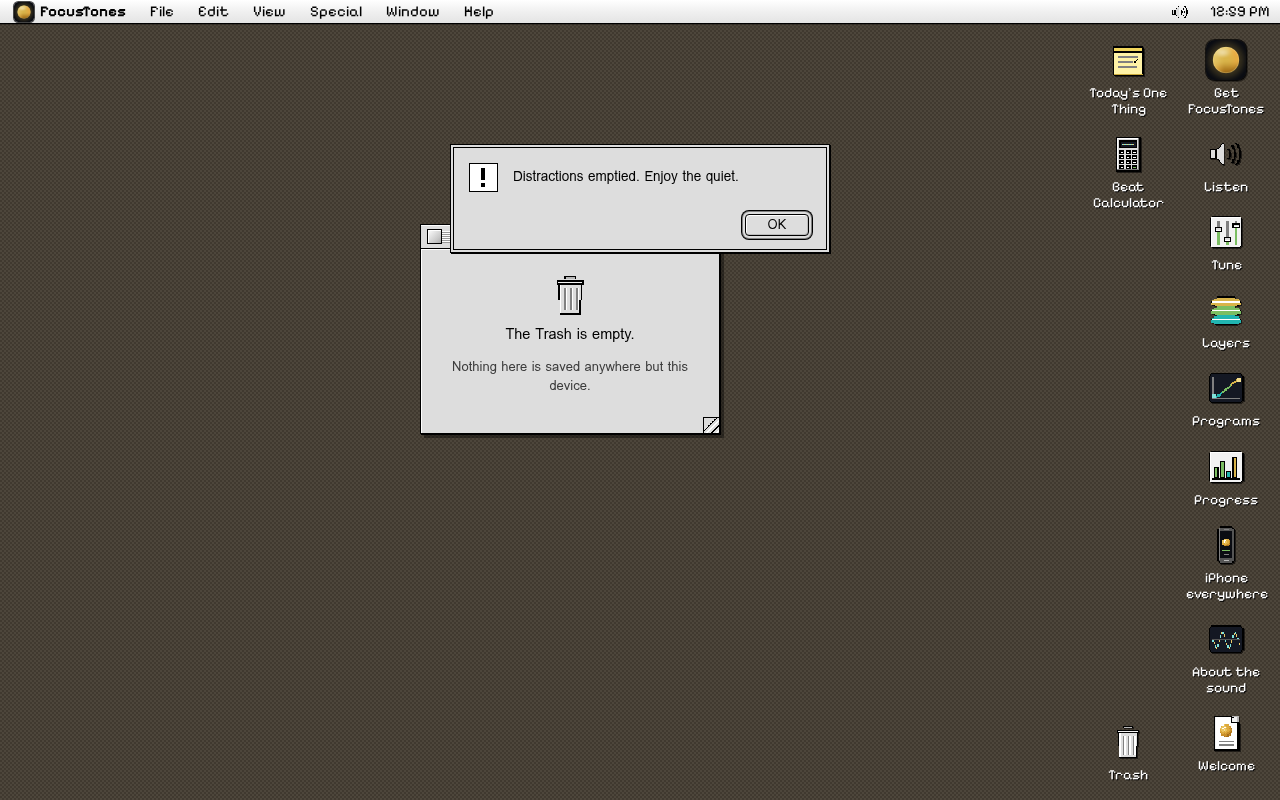 FocusTones File Edit View Special Window Help 12:59 PM
Today's One
Thing
Get
FocusTones
Beat
Calculator
Listen
Tune
Layers
Programs
Progress
iPhone
everywhere
About the
sound
Trash
Welcome
Distractions emptied. Enjoy the quiet.
OK
The Trash is empty.
Nothing here is saved anywhere but this
device.